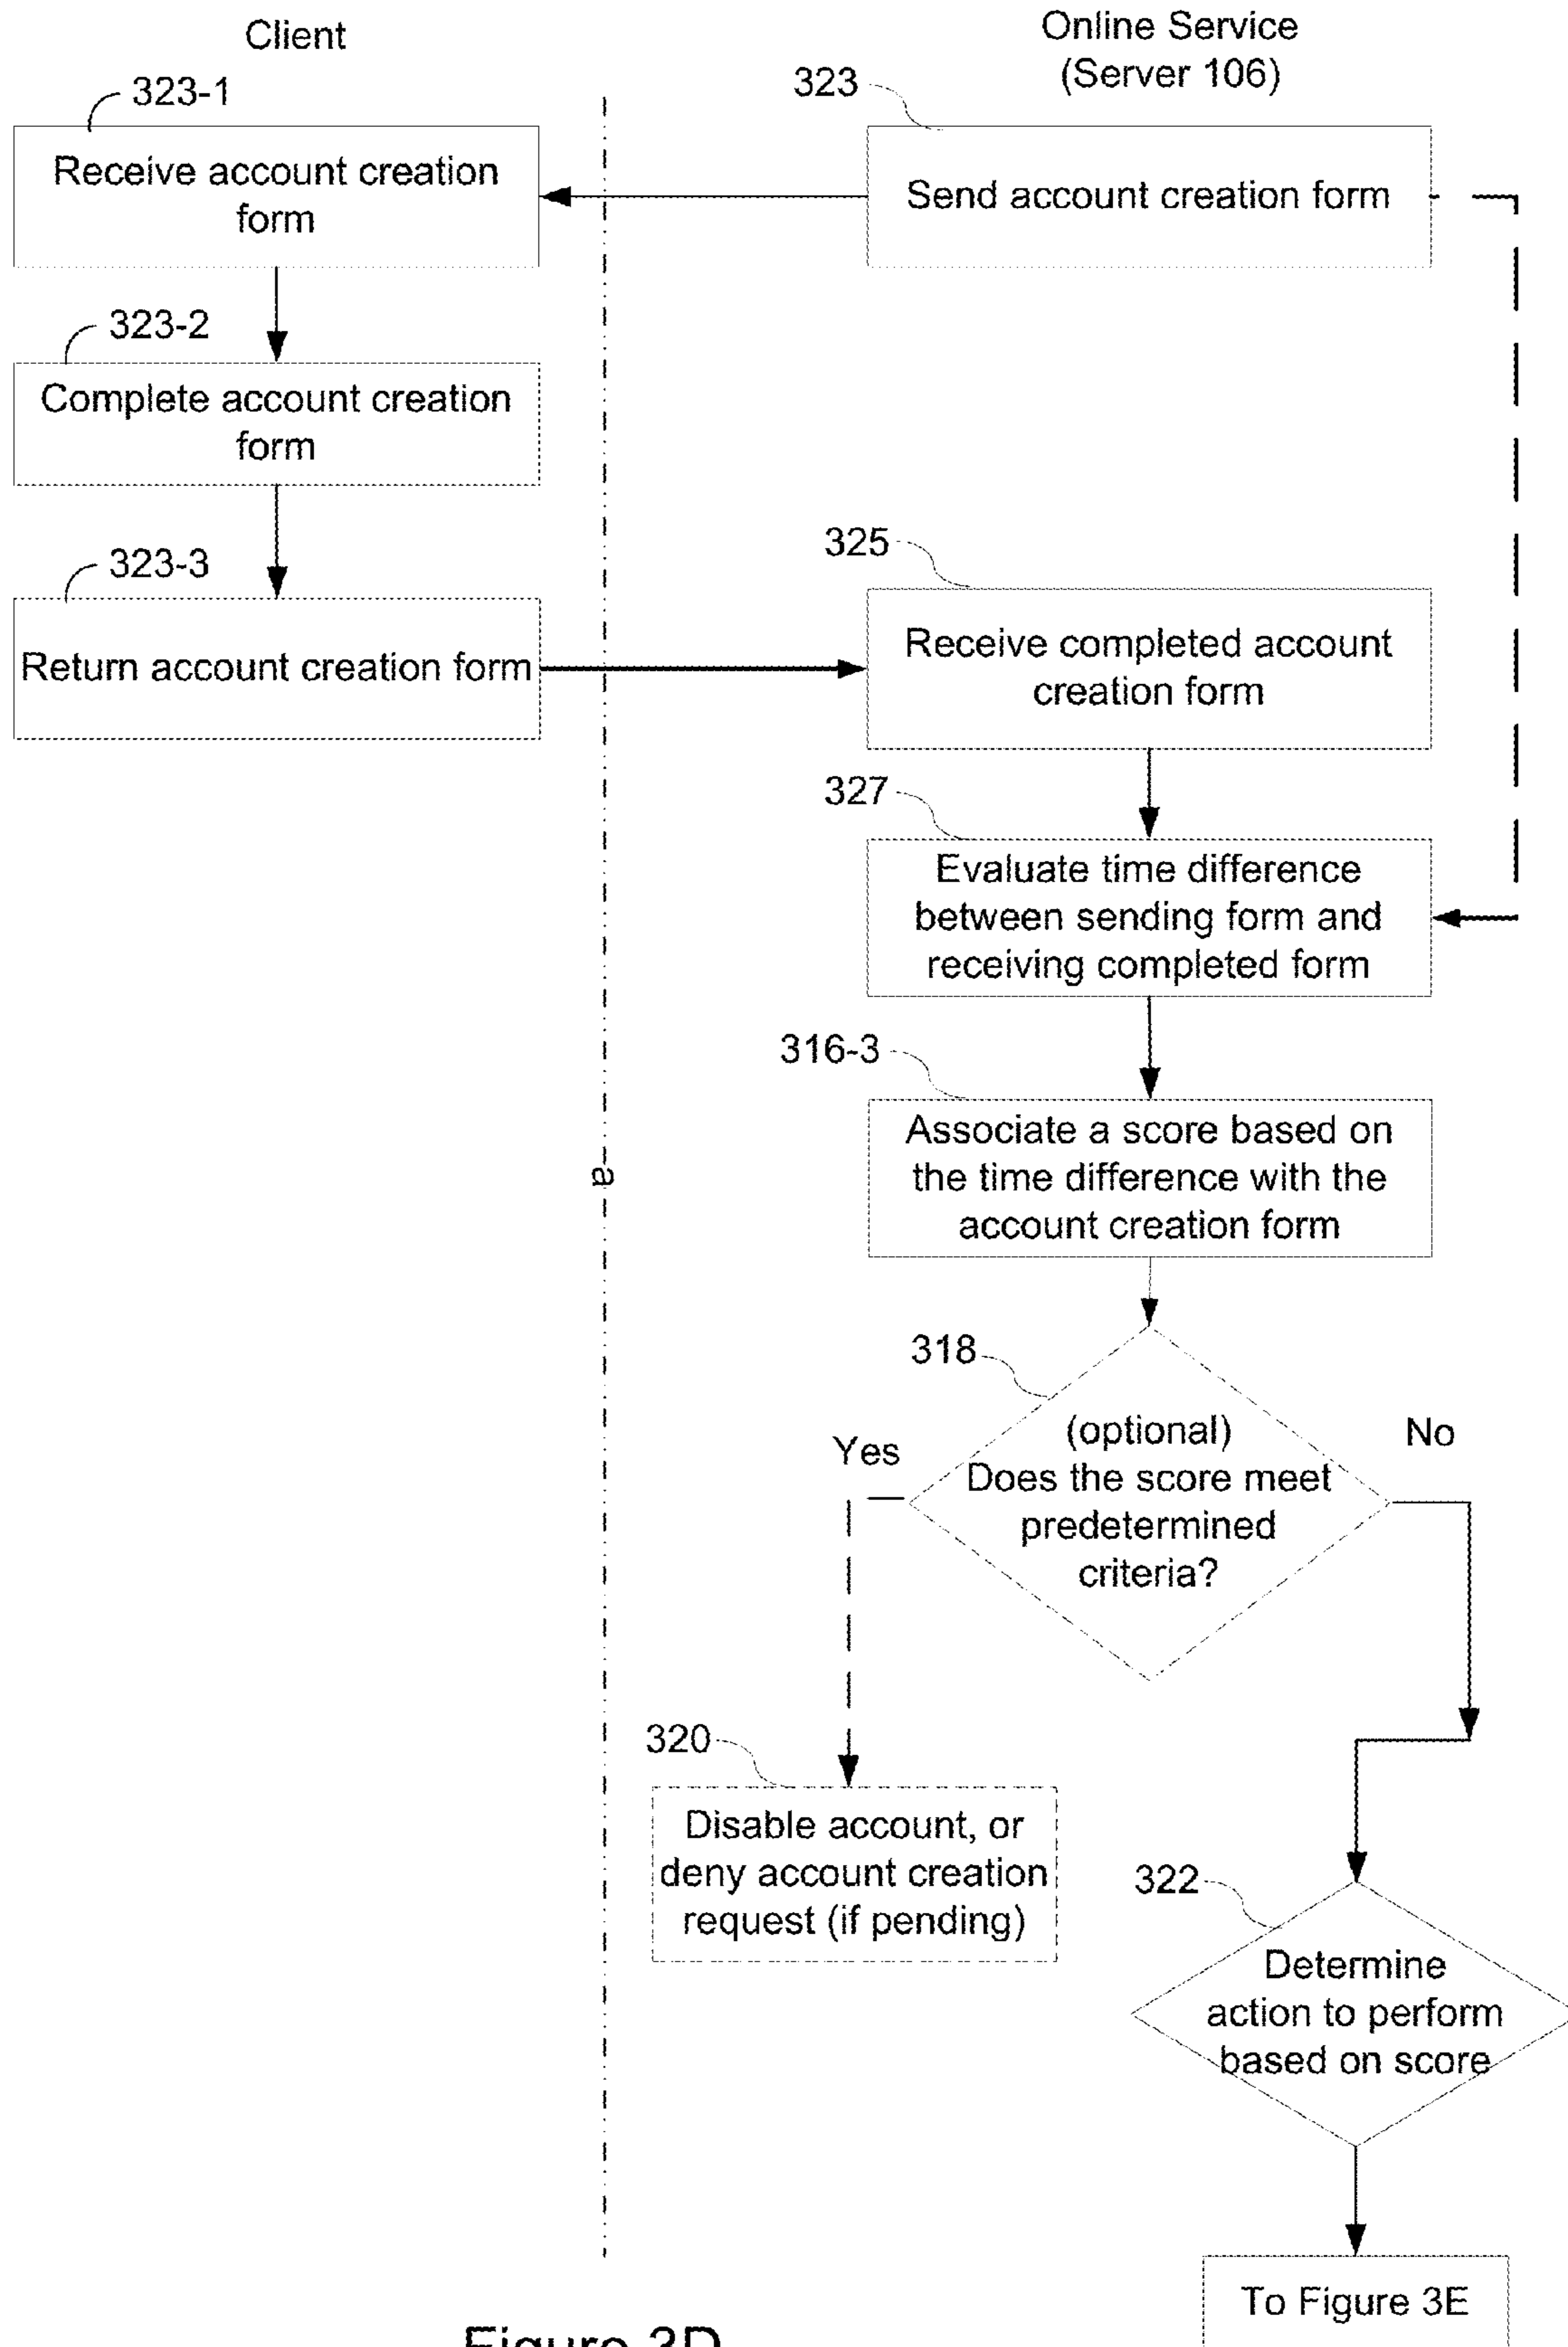 Client
Online Service
(Server 106)
323-1
323
Receive account creation
form
Send account creation form
323-2
Complete account creation
form
323-3
325
Return account creation form
Receive completed account
creation form
327
Evaluate time difference
between sending form and
receiving completed form
316-3
Associate a score based on
the time difference with the
account creation form
a
318
(optional)
Does the score meet
predetermined
criteria?
Yes
No
320
Disable account, or
deny account creation
request (if pending)
322
Determine
action to perform
based on score
To Figure 3E
Figure 3D